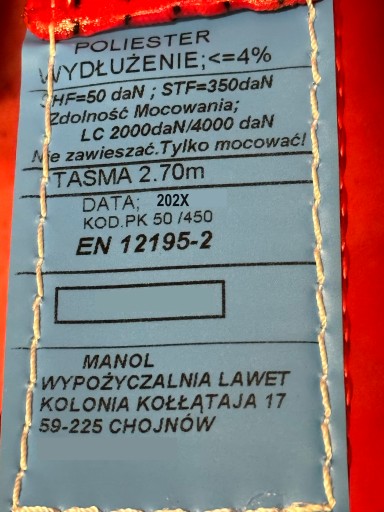 POLIESTER
WYDŁUŻENIE;<=4%
SHF=50 daN ; STF=350daN
Zdolność Mocowania;
LC 2000daN/4000 daN
Nie zawieszać.Tylko mocować!
TASMA 2.70m
DATA; 202X
KOD.PK 50 /450
EN 12195-2
MANOL
WYPOŻYCZALNIA LAWET
KOLONIA KOŁŁĄTAJA 17
59-225 CHOJNÓW